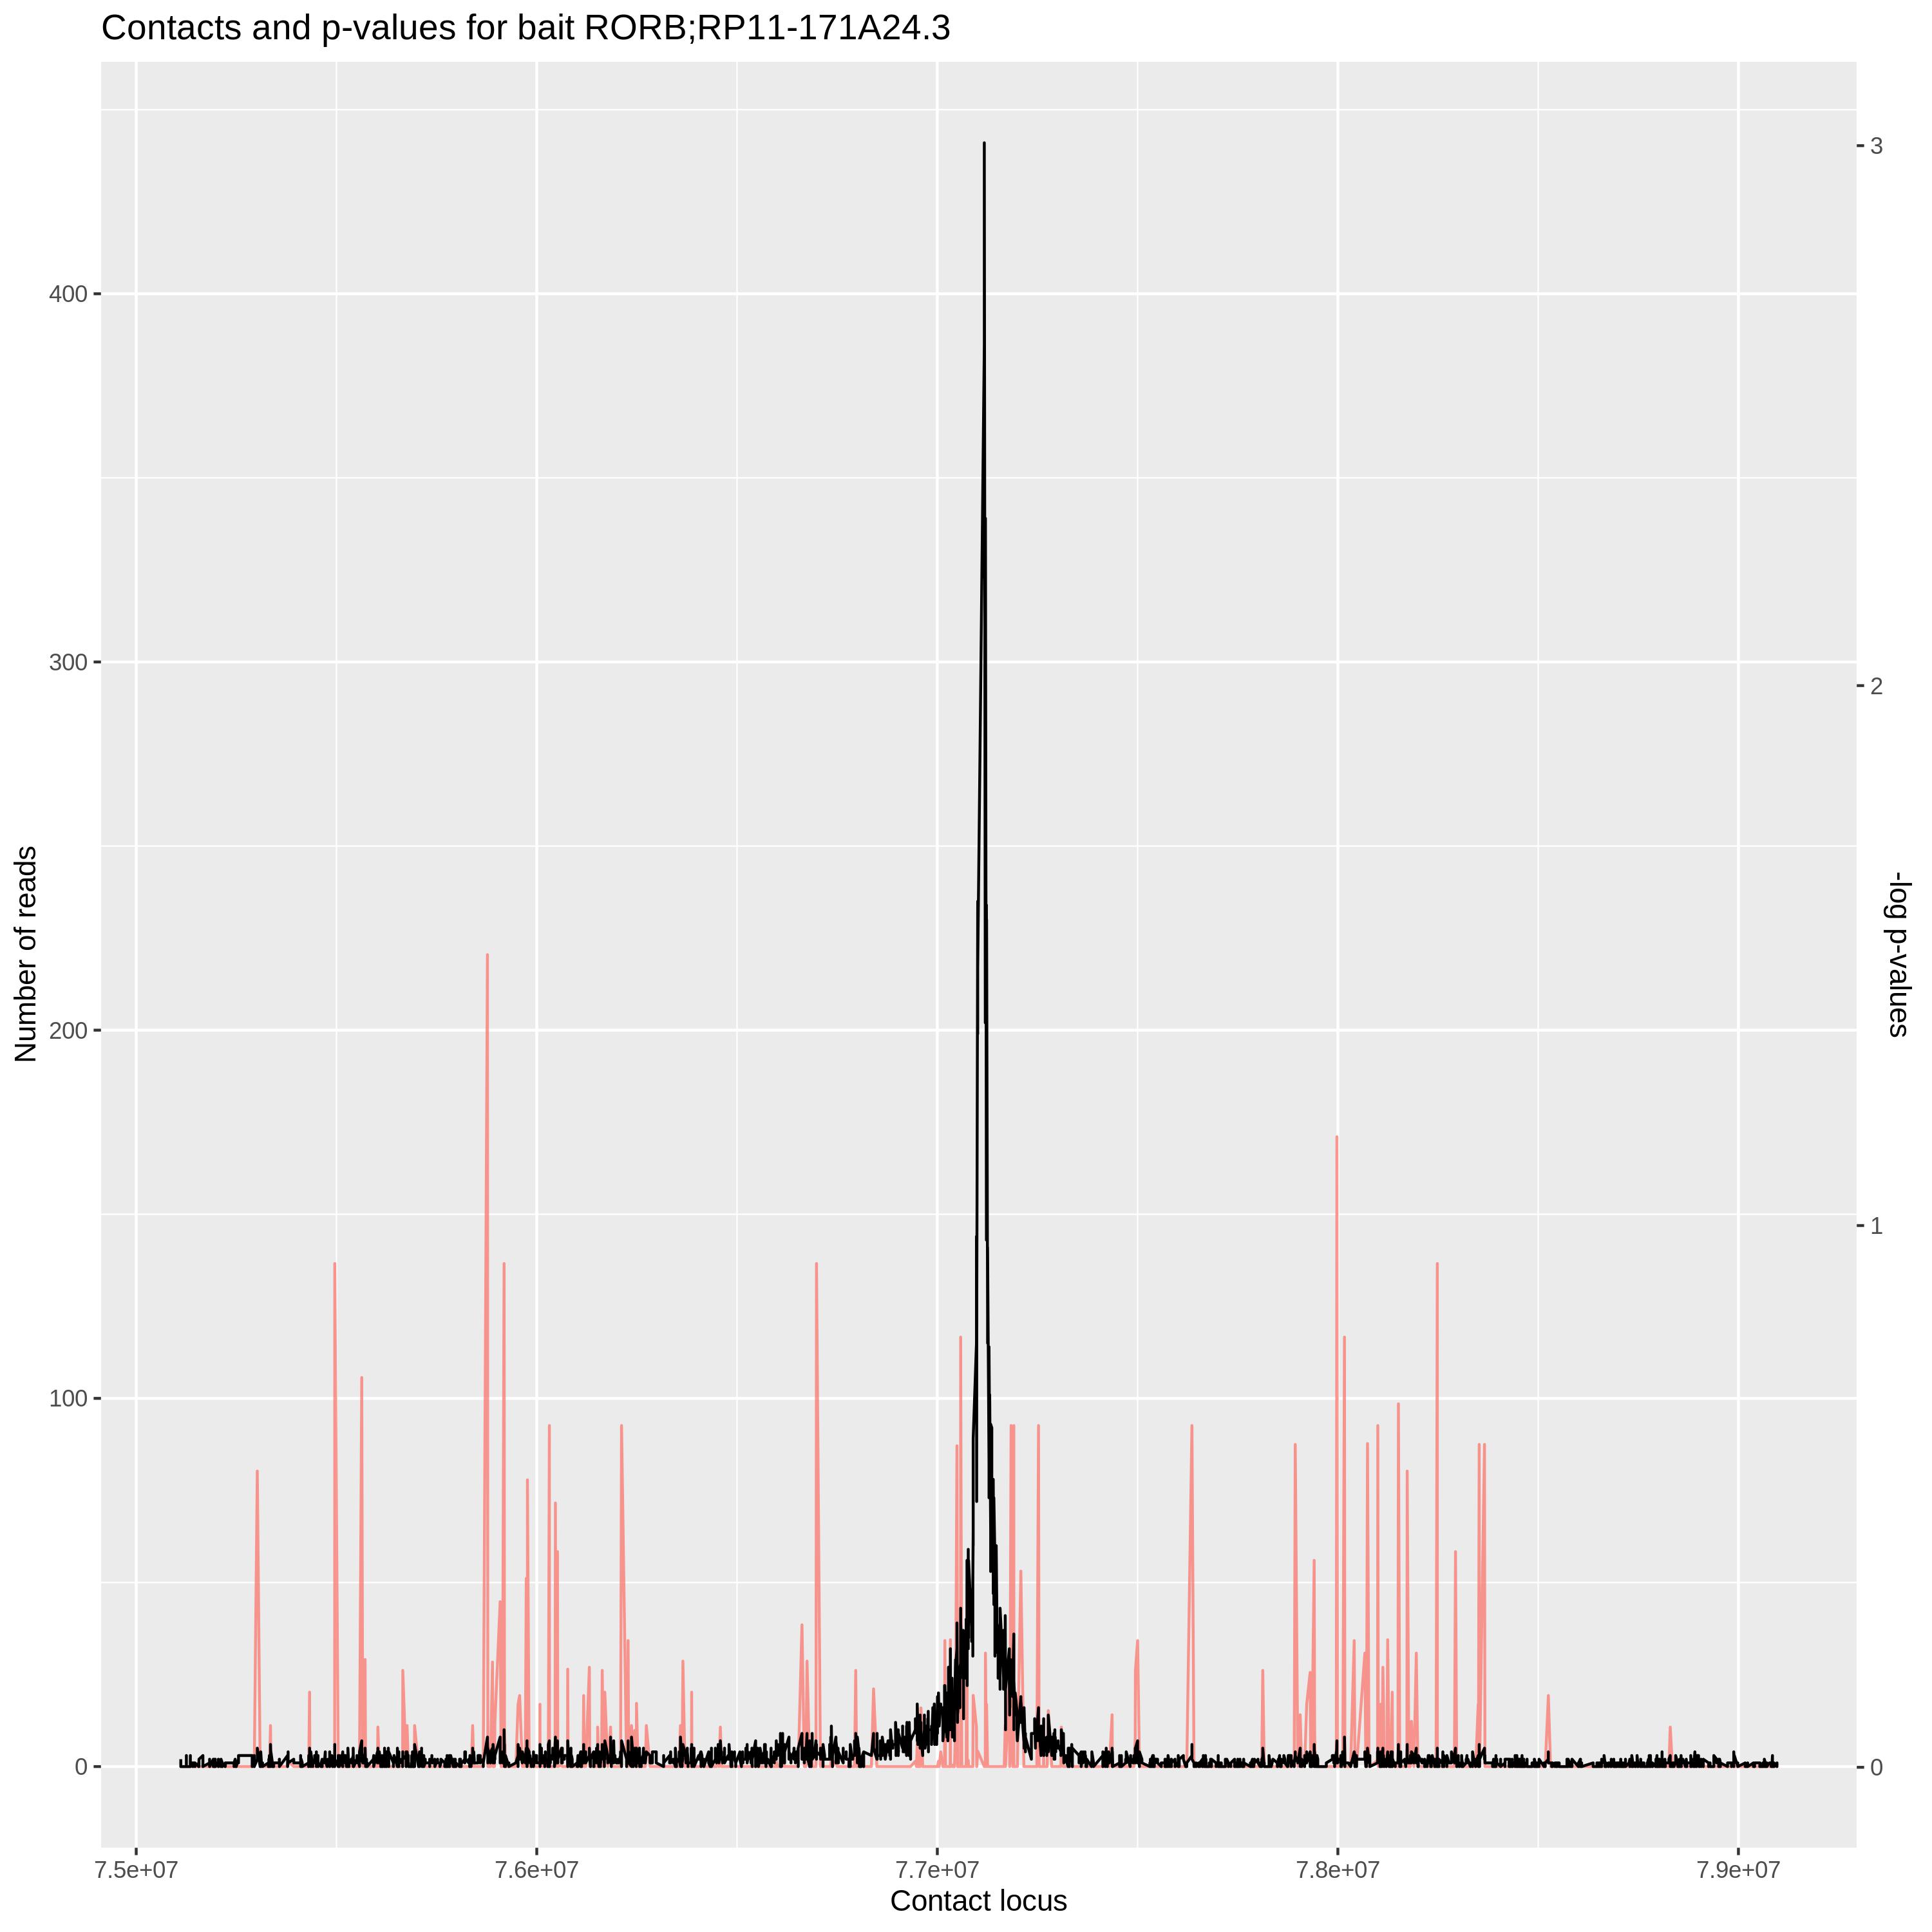 Contacts and p-values for bait RORB;RP11-171A24.3
400
300
200
100
0
Number of reads
3
2
1
0
-log p-values
7.5e+07
7.6e+07
7.7e+07
7.8e+07
7.9e+07
Contact locus